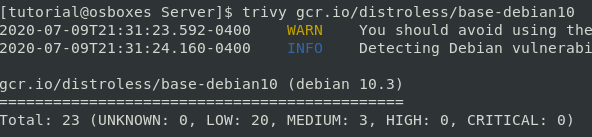 [tutorial@osboxes Server]$ trivy gcr.io/distroless/base-debian10
2020-07-09T21:31:23.592-0400 WARN You should avoid using the
2020-07-09T21:31:24.160-0400 INFO Detecting Debian vulnerabi
gcr.io/distroless/base-debian10 (debian 10.3)
=============================================
Total: 23 (UNKNOWN: 0, LOW: 20, MEDIUM: 3, HIGH: 0, CRITICAL: 0)